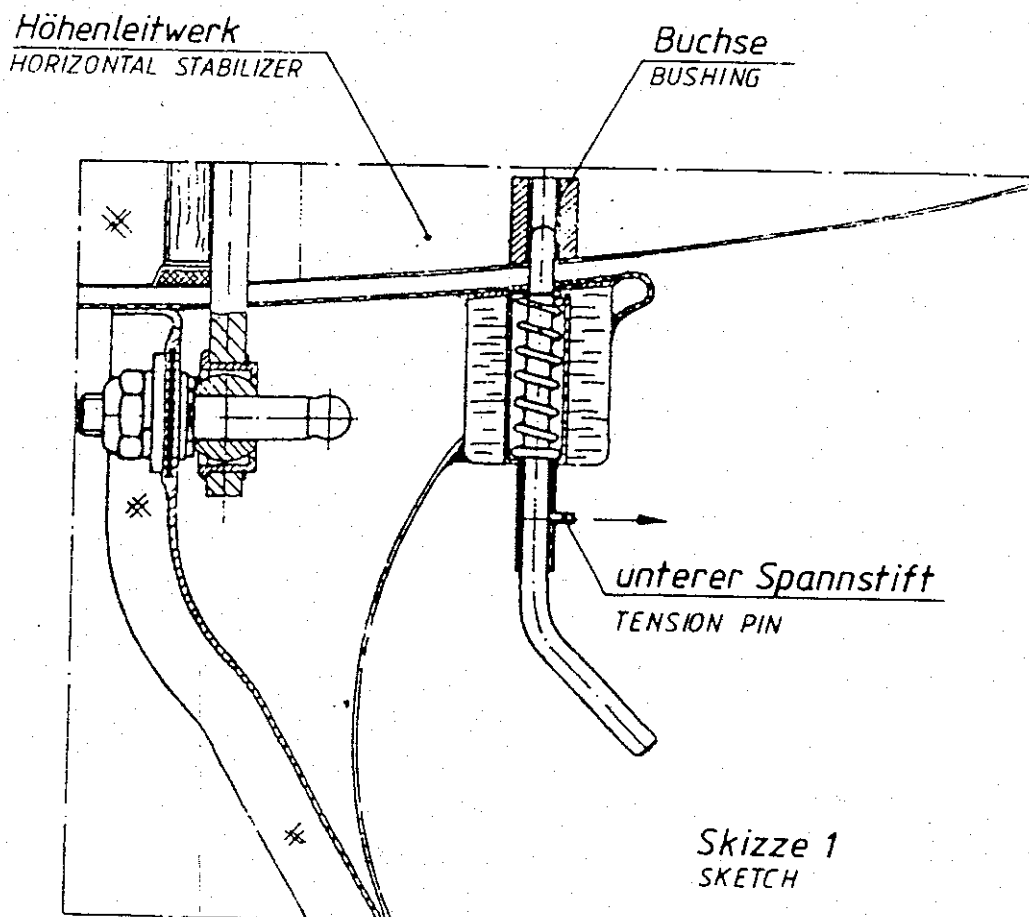 Höhenleitwerk
HORIZONTAL STABILIZER
Buchse
BUSHING
unterer Spannstift
TENSION PIN
Skizze 1
SKETCH